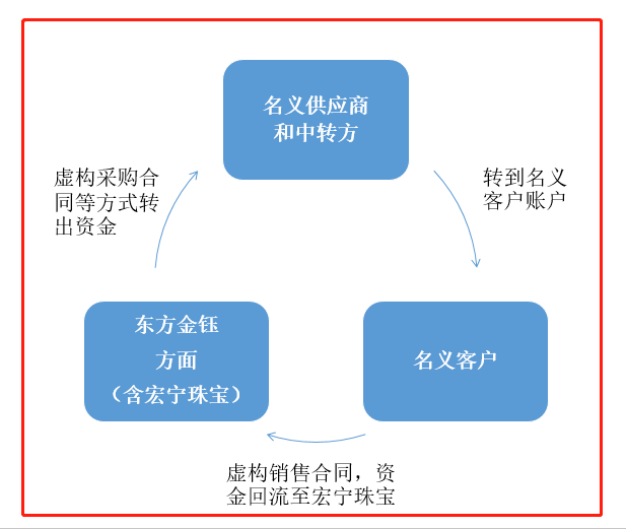 名义供应商
和中转方
虚构采购合
同等方式转
出资金
转到名义
客户账户
东方金钰
方面
（含宏宁珠宝）
名义客户
虚构销售合同，资
金回流至宏宁珠宝